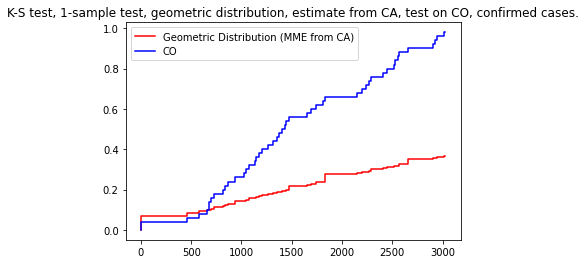 K-S test, 1-sample test, geometric distribution, estimate from CA, test on CO, confirmed cases.
Geometric Distribution (MME from CA)
CO
1.0
0.8
0.6
0.4
0.2
0.0
0 500 1000 1500 2000 2500 3000